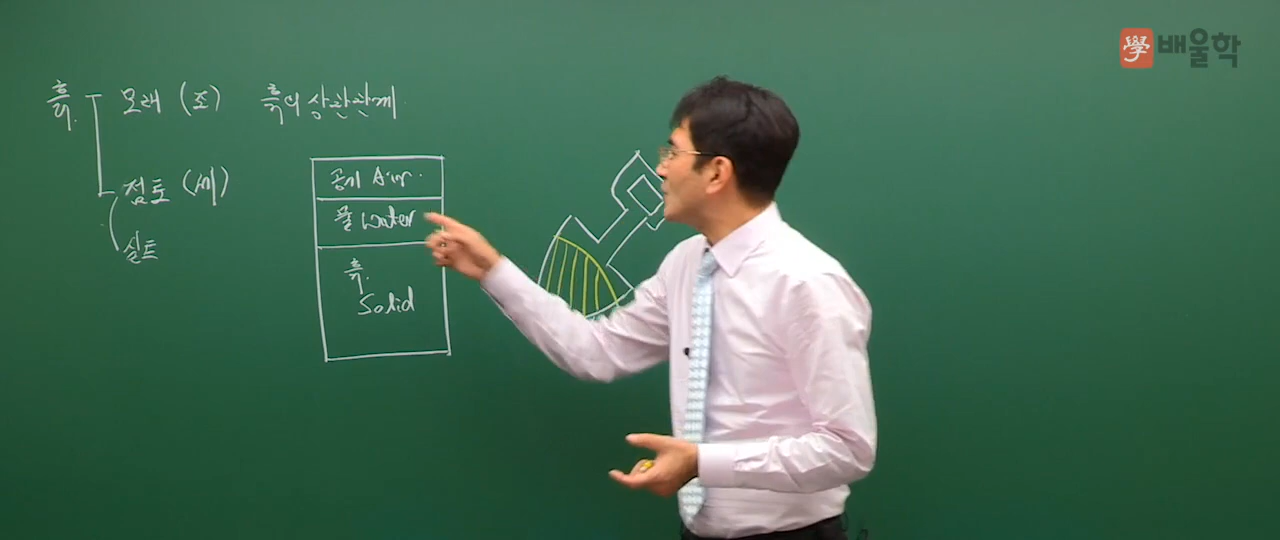 學 배울학
흙 모래 (조) 흙의 상관관계
점토 (세)
실트
공기 Air.
물 water
흙.
Solid